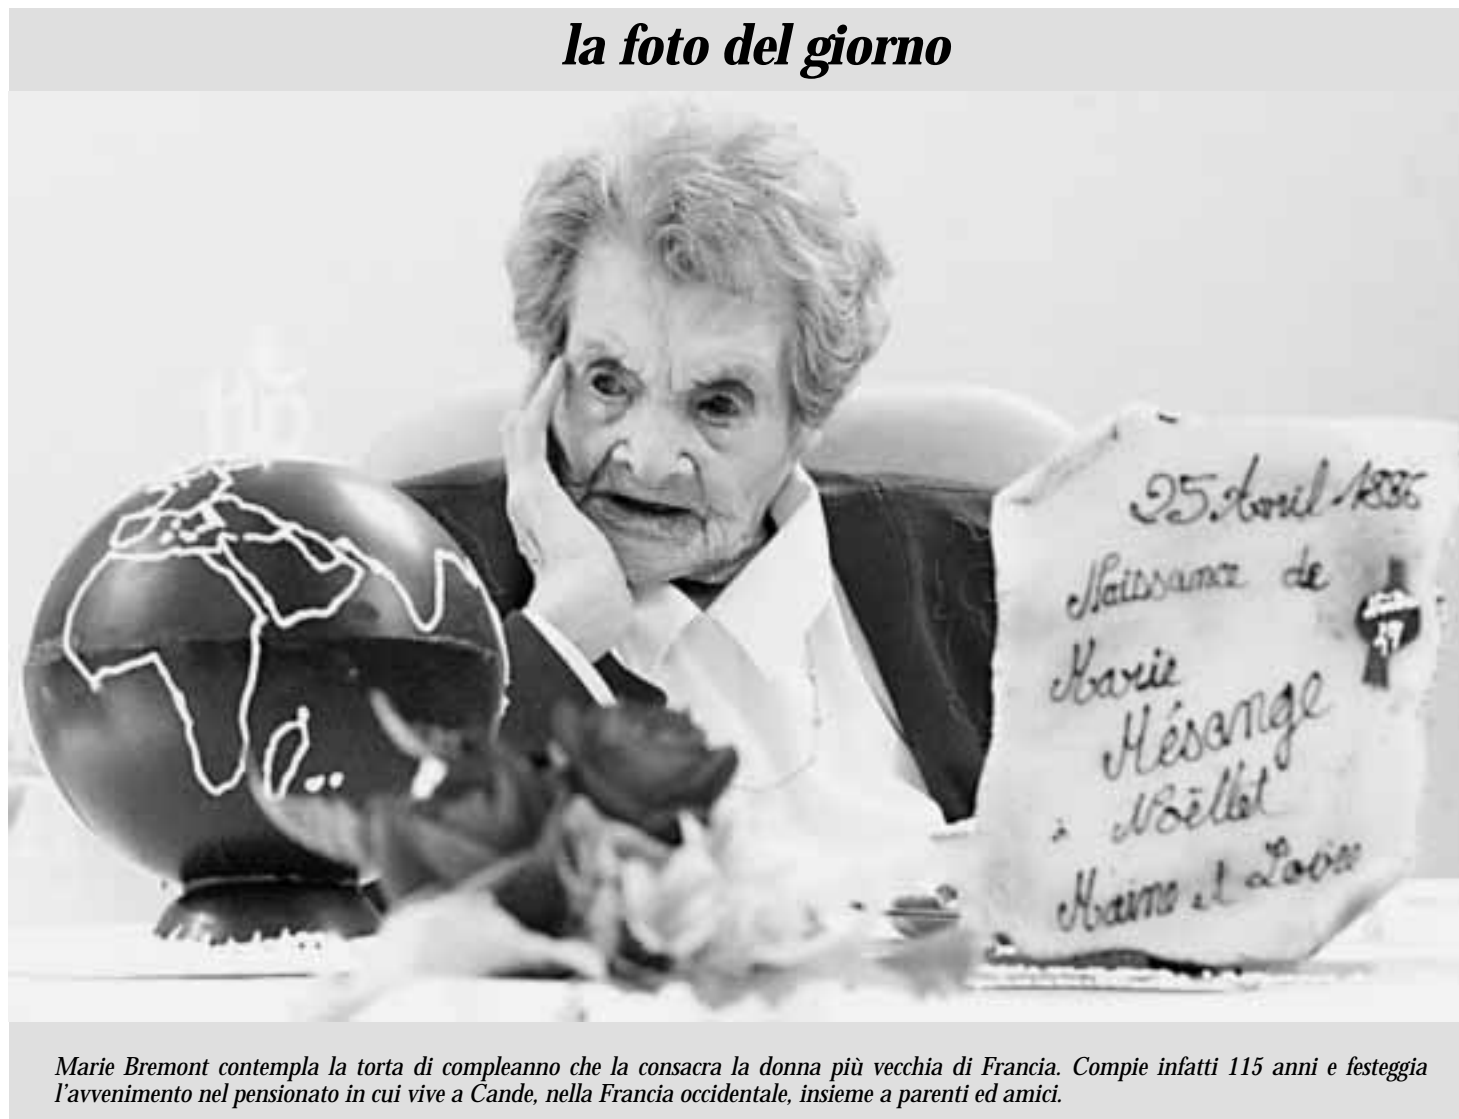 la foto del giorno
115
25 Avril 1886
Naissance de
Marie
Mésange
à Noëllet
Maine et Loire
Marie Bremont contempla la torta di compleanno che la consacra la donna più vecchia di Francia. Compie infatti 115 anni e festeggia
l'avvenimento nel pensionato in cui vive a Cande, nella Francia occidentale, insieme a parenti ed amici.